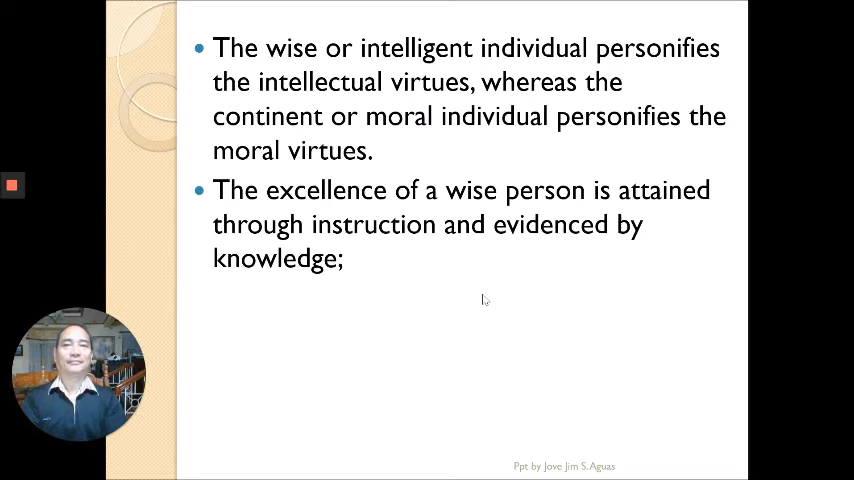 The wise or intelligent individual personifies
the intellectual virtues, whereas the
continent or moral individual personifies the
moral virtues.
The excellence of a wise person is attained
through instruction and evidenced by
knowledge;
Ppt by Jove Jim S. Aguas